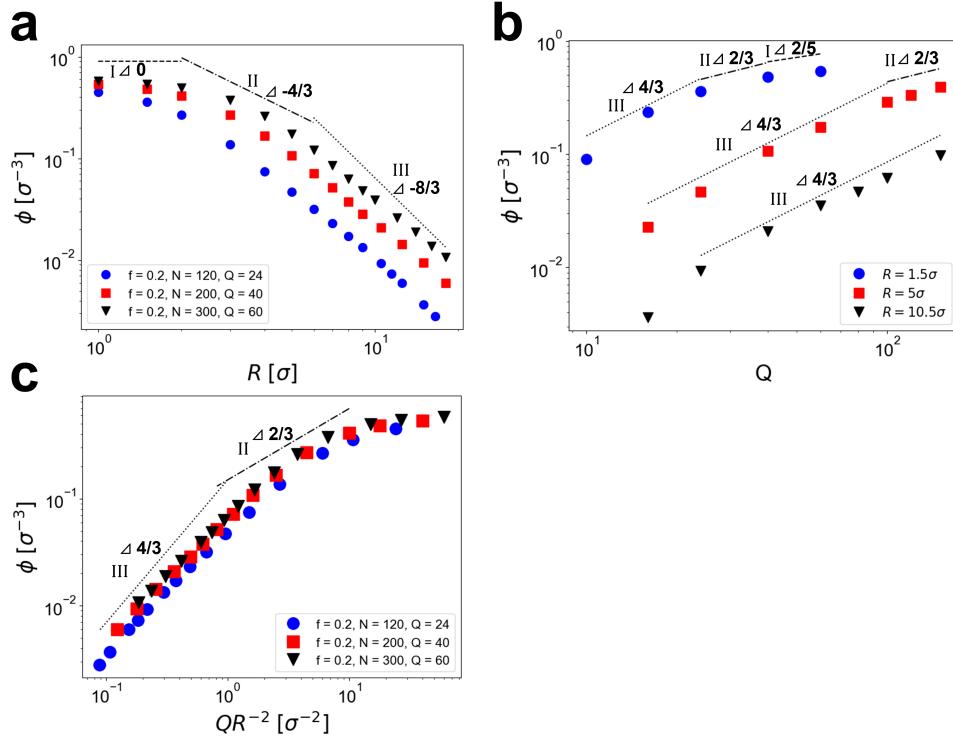 a
ϕ [σ⁻³]
10⁰
10⁻¹
10⁻²
I ⊿ 0
II
⊿ -4/3
III
⊿ -8/3
f = 0.2, N = 120, Q = 24
f = 0.2, N = 200, Q = 40
f = 0.2, N = 300, Q = 60
10⁰
10¹
R [σ]
b
ϕ [σ⁻³]
10⁰
10⁻¹
10⁻²
III
⊿ 4/3
II ⊿ 2/3
I ⊿ 2/5
II ⊿ 2/3
⊿ 4/3
III
⊿ 4/3
III
R = 1.5σ
R = 5σ
R = 10.5σ
10¹
10²
Q
c
ϕ [σ⁻³]
10⁻¹
10⁻²
II ⊿ 2/3
⊿ 4/3
III
f = 0.2, N = 120, Q = 24
f = 0.2, N = 200, Q = 40
f = 0.2, N = 300, Q = 60
10⁻¹
10⁰
10¹
QR⁻² [σ⁻²]